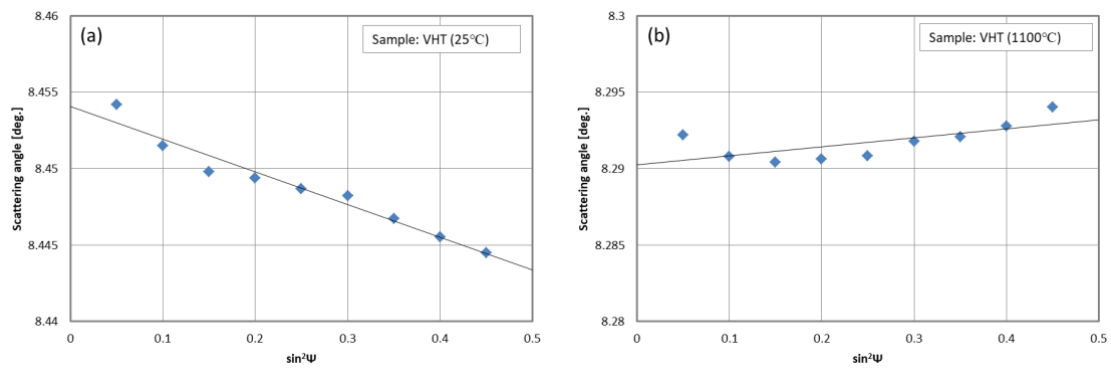 (a)
Sample: VHT (25℃)
Scattering angle [deg.]
8.46
8.455
8.45
8.445
8.44
0
0.1
0.2
0.3
0.4
0.5
sin²Ψ
(b)
Sample: VHT (1100℃)
Scattering angle [deg.]
8.3
8.295
8.29
8.285
8.28
0
0.1
0.2
0.3
0.4
0.5
sin²Ψ